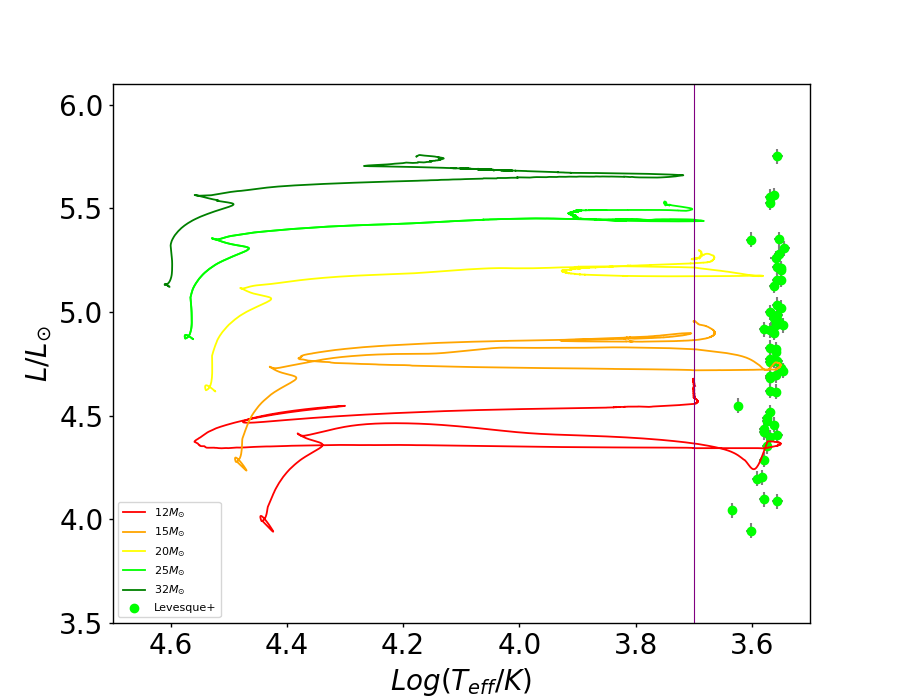 6.0
5.5
5.0
4.5
4.0
3.5
L/L⊙
12M⊙
15M⊙
20M⊙
25M⊙
32M⊙
Levesque+
4.6 4.4 4.2 4.0 3.8 3.6
Log(T_eff/K)